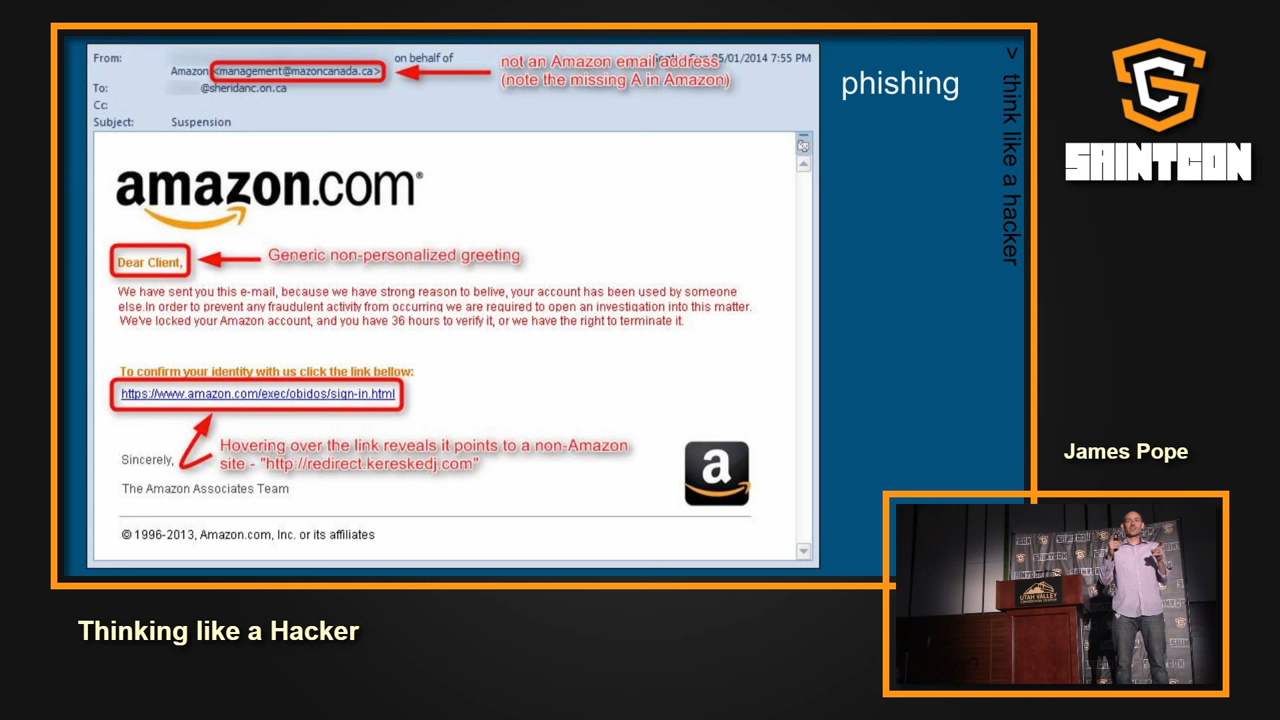 From:
on behalf of
Amazon <management@mazoncanada.ca>
To:
@sheridanc.on.ca
Cc:
Subject: Suspension
05/01/2014 7:55 PM
not an Amazon email address
(note the missing A in Amazon)
phishing
> think like a hacker
SAINTCON
amazon.com®
Dear Client,
Generic non-personalized greeting
We have sent you this e-mail, because we have strong reason to belive, your account has been used by someone
else.In order to prevent any fraudulent activity from occurring we are required to open an investigation into this matter.
We've locked your Amazon account, and you have 36 hours to verify it, or we have the right to terminate it.
To confirm your identity with us click the link bellow:
https://www.amazon.com/exec/obidos/sign-in.html
Hovering over the link reveals it points to a non-Amazon
site - "http://redirect.kereskedj.com"
Sincerely,
The Amazon Associates Team
a
© 1996-2013, Amazon.com, Inc. or its affiliates
James Pope
UTAH VALLEY
Thinking like a Hacker